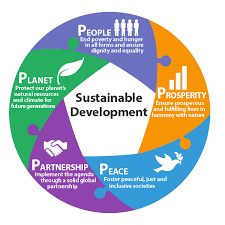 PEOPLE
End poverty and hunger
in all forms and ensure
dignity and equality
PLANET
Protect our planet's
natural resources
and climate for
future generations
Sustainable
Development
PROSPERITY
Ensure prosperous
and fulfilling lives in
harmony with nature
PARTNERSHIP
Implement the agenda
through a solid global
partnership
PEACE
Foster peaceful, just and
inclusive societies